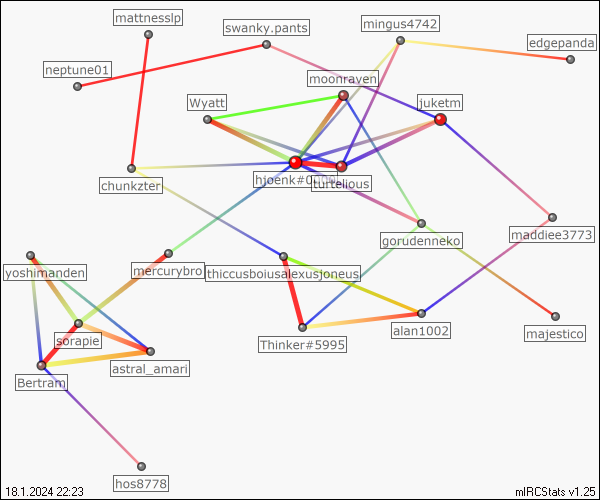 mattnesslp
swanky.pants
mingus4742
edgepanda
neptune01
moonraven
Wyatt
juketm
chunkzter
hjoenk#0
turtelious
gorudenneko
maddiee3773
yoshimanden
mercurybro
thiccusboiusalexusjoneus
sorapie
Thinker#5995
alan1002
majestico
Bertram
astral_amari
hos8778
18.1.2024 22:23
mIRCStats v1.25